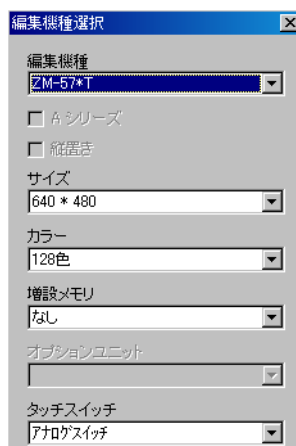 編集機種選択
編集機種
ZM-57*T
Aシリーズ
縦置き
サイズ
640 * 480
カラー
128色
増設メモリ
なし
オプションユニット
タッチスイッチ
アナログスイッチ